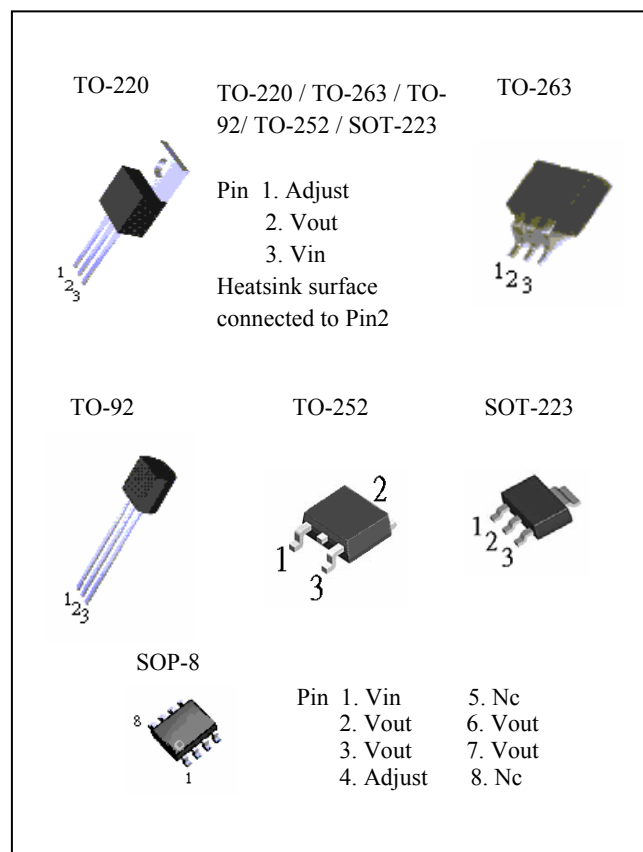 TO-220
TO-220 / TO-263 / TO-
92/ TO-252 / SOT-223
TO-263
Pin 1. Adjust
2. Vout
3. Vin
Heatsink surface
connected to Pin2
1
2
3
1
2
3
TO-92
TO-252
SOT-223
1
2
3
2
1
3
1
2
3
SOP-8
8
1
Pin 1. Vin 5. Nc
2. Vout 6. Vout
3. Vout 7. Vout
4. Adjust 8. Nc